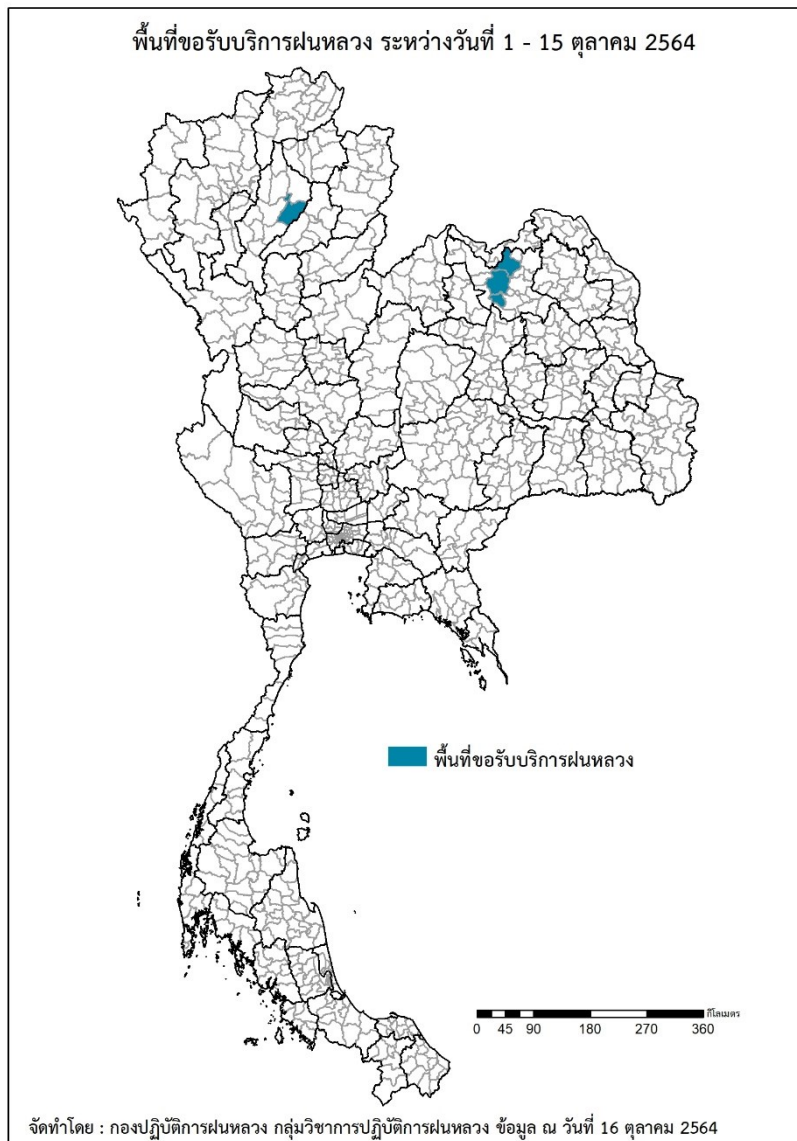 พื้นที่ขอรับบริการฝนหลวง ระหว่างวันที่ 1 - 15 ตุลาคม 2564
พื้นที่ขอรับบริการฝนหลวง
กิโลเมตร
0 45 90 180 270 360
จัดทำโดย : กองปฏิบัติการฝนหลวง กลุ่มวิชาการปฏิบัติการฝนหลวง ข้อมูล ณ วันที่ 16 ตุลาคม 2564